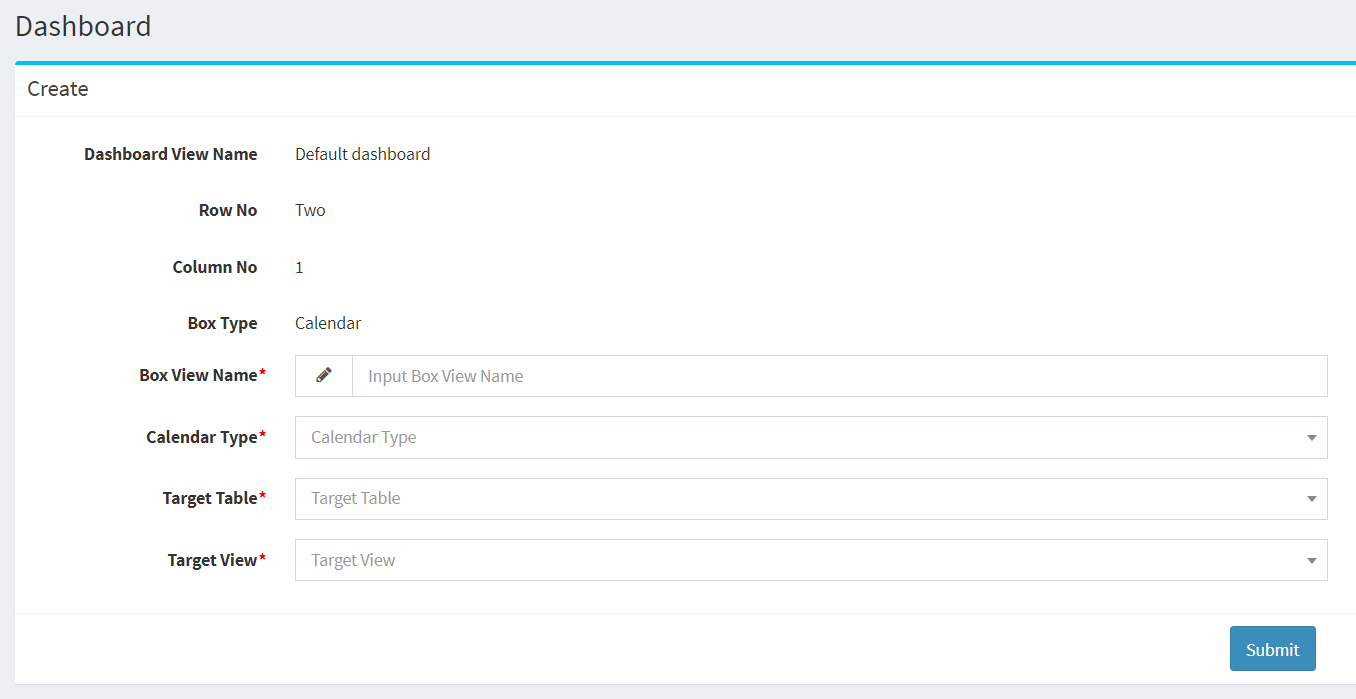 Dashboard
Create
Dashboard View Name Default dashboard
Row No Two
Column No 1
Box Type Calendar
Box View Name* Input Box View Name
Calendar Type* Calendar Type
Target Table* Target Table
Target View* Target View
Submit